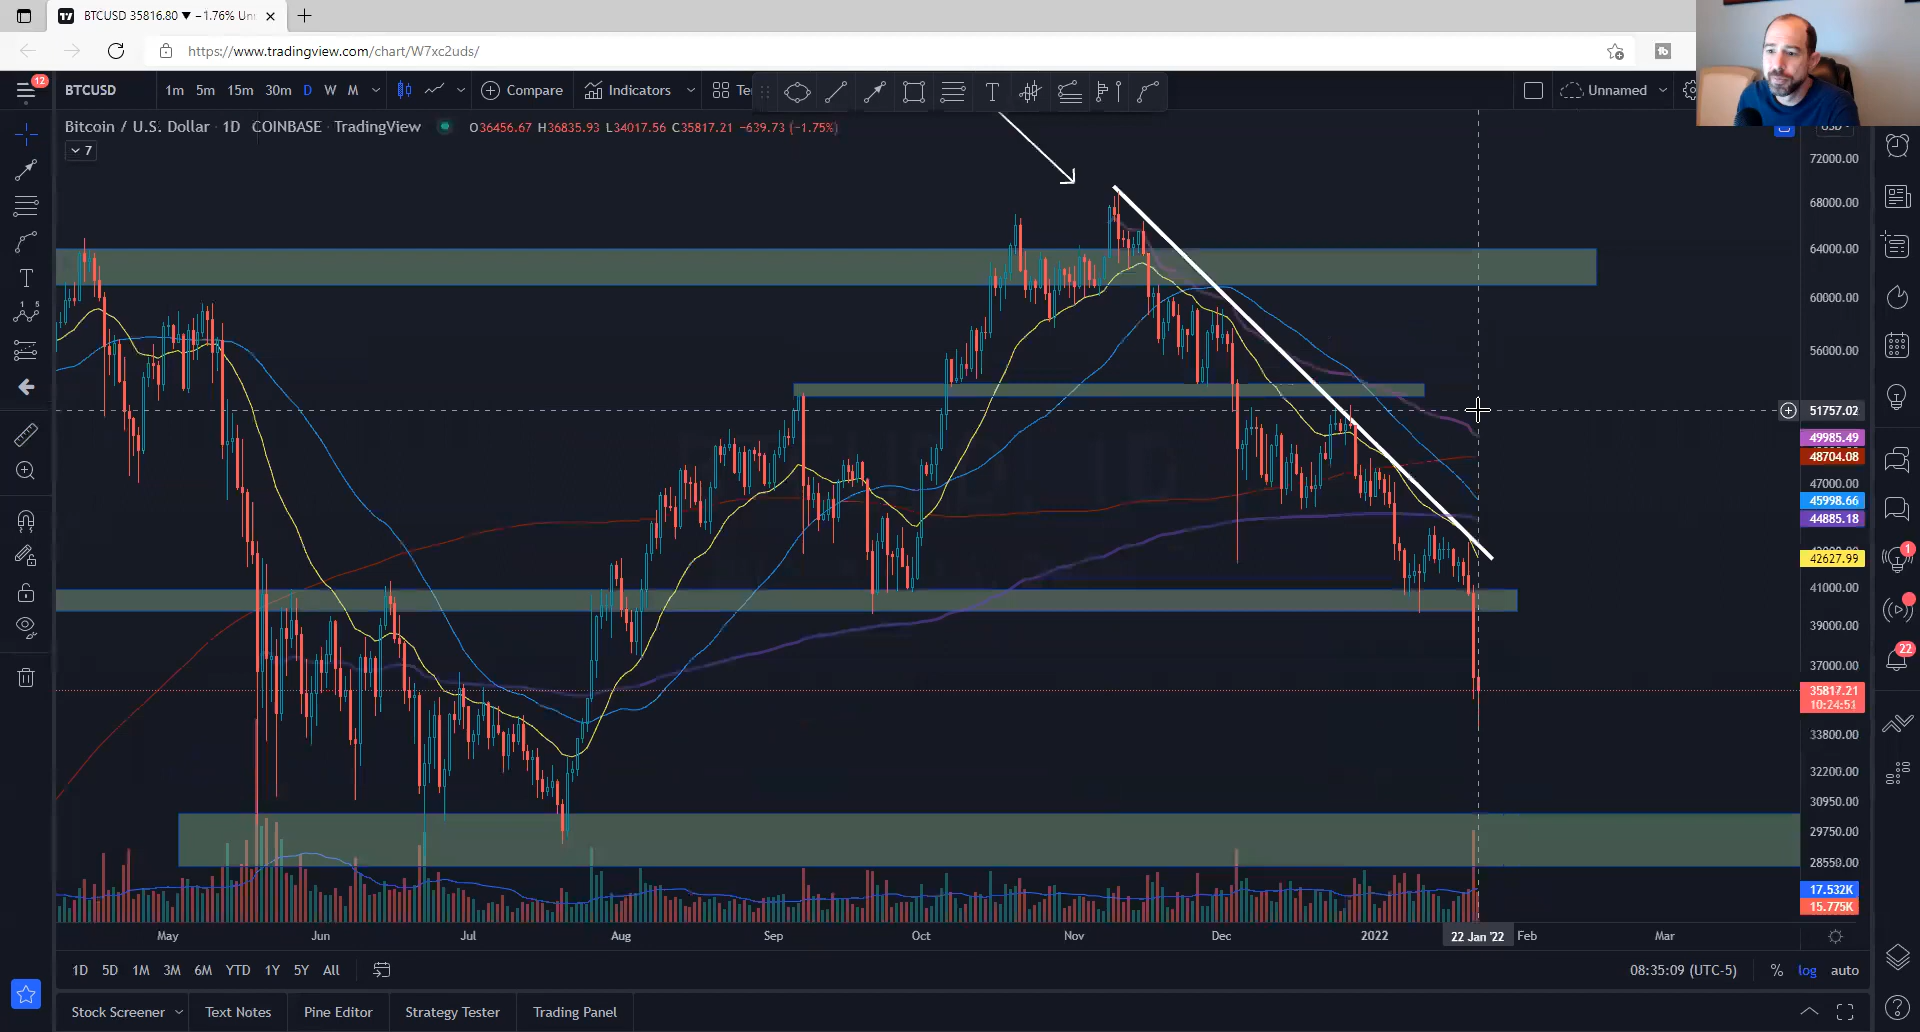 BTCUSD 35816.80 ▼ −1.76% Un
https://www.tradingview.com/chart/W7xc2uds/
12
BTCUSD 1m 5m 15m 30m D W M Compare Indicators Te T Unnamed
Bitcoin / U.S. Dollar · 1D · COINBASE · TradingView O36456.67 H36835.93 L34017.56 C35817.21 −639.73 (−1.75%)
7
72000.00
68000.00
64000.00
60000.00
56000.00
51757.02
49985.49
48704.08
47000.00
45998.66
44885.18
42627.99
41000.00
39000.00
37000.00
35817.21
10:24:51
33800.00
32200.00
30950.00
29750.00
28550.00
17.532K
15.775K
1
22
May Jun Jul Aug Sep Oct Nov Dec 2022 22 Jan '22 Feb Mar
1D 5D 1M 3M 6M YTD 1Y 5Y All 08:35:09 (UTC-5) % log auto
Stock Screener Text Notes Pine Editor Strategy Tester Trading Panel